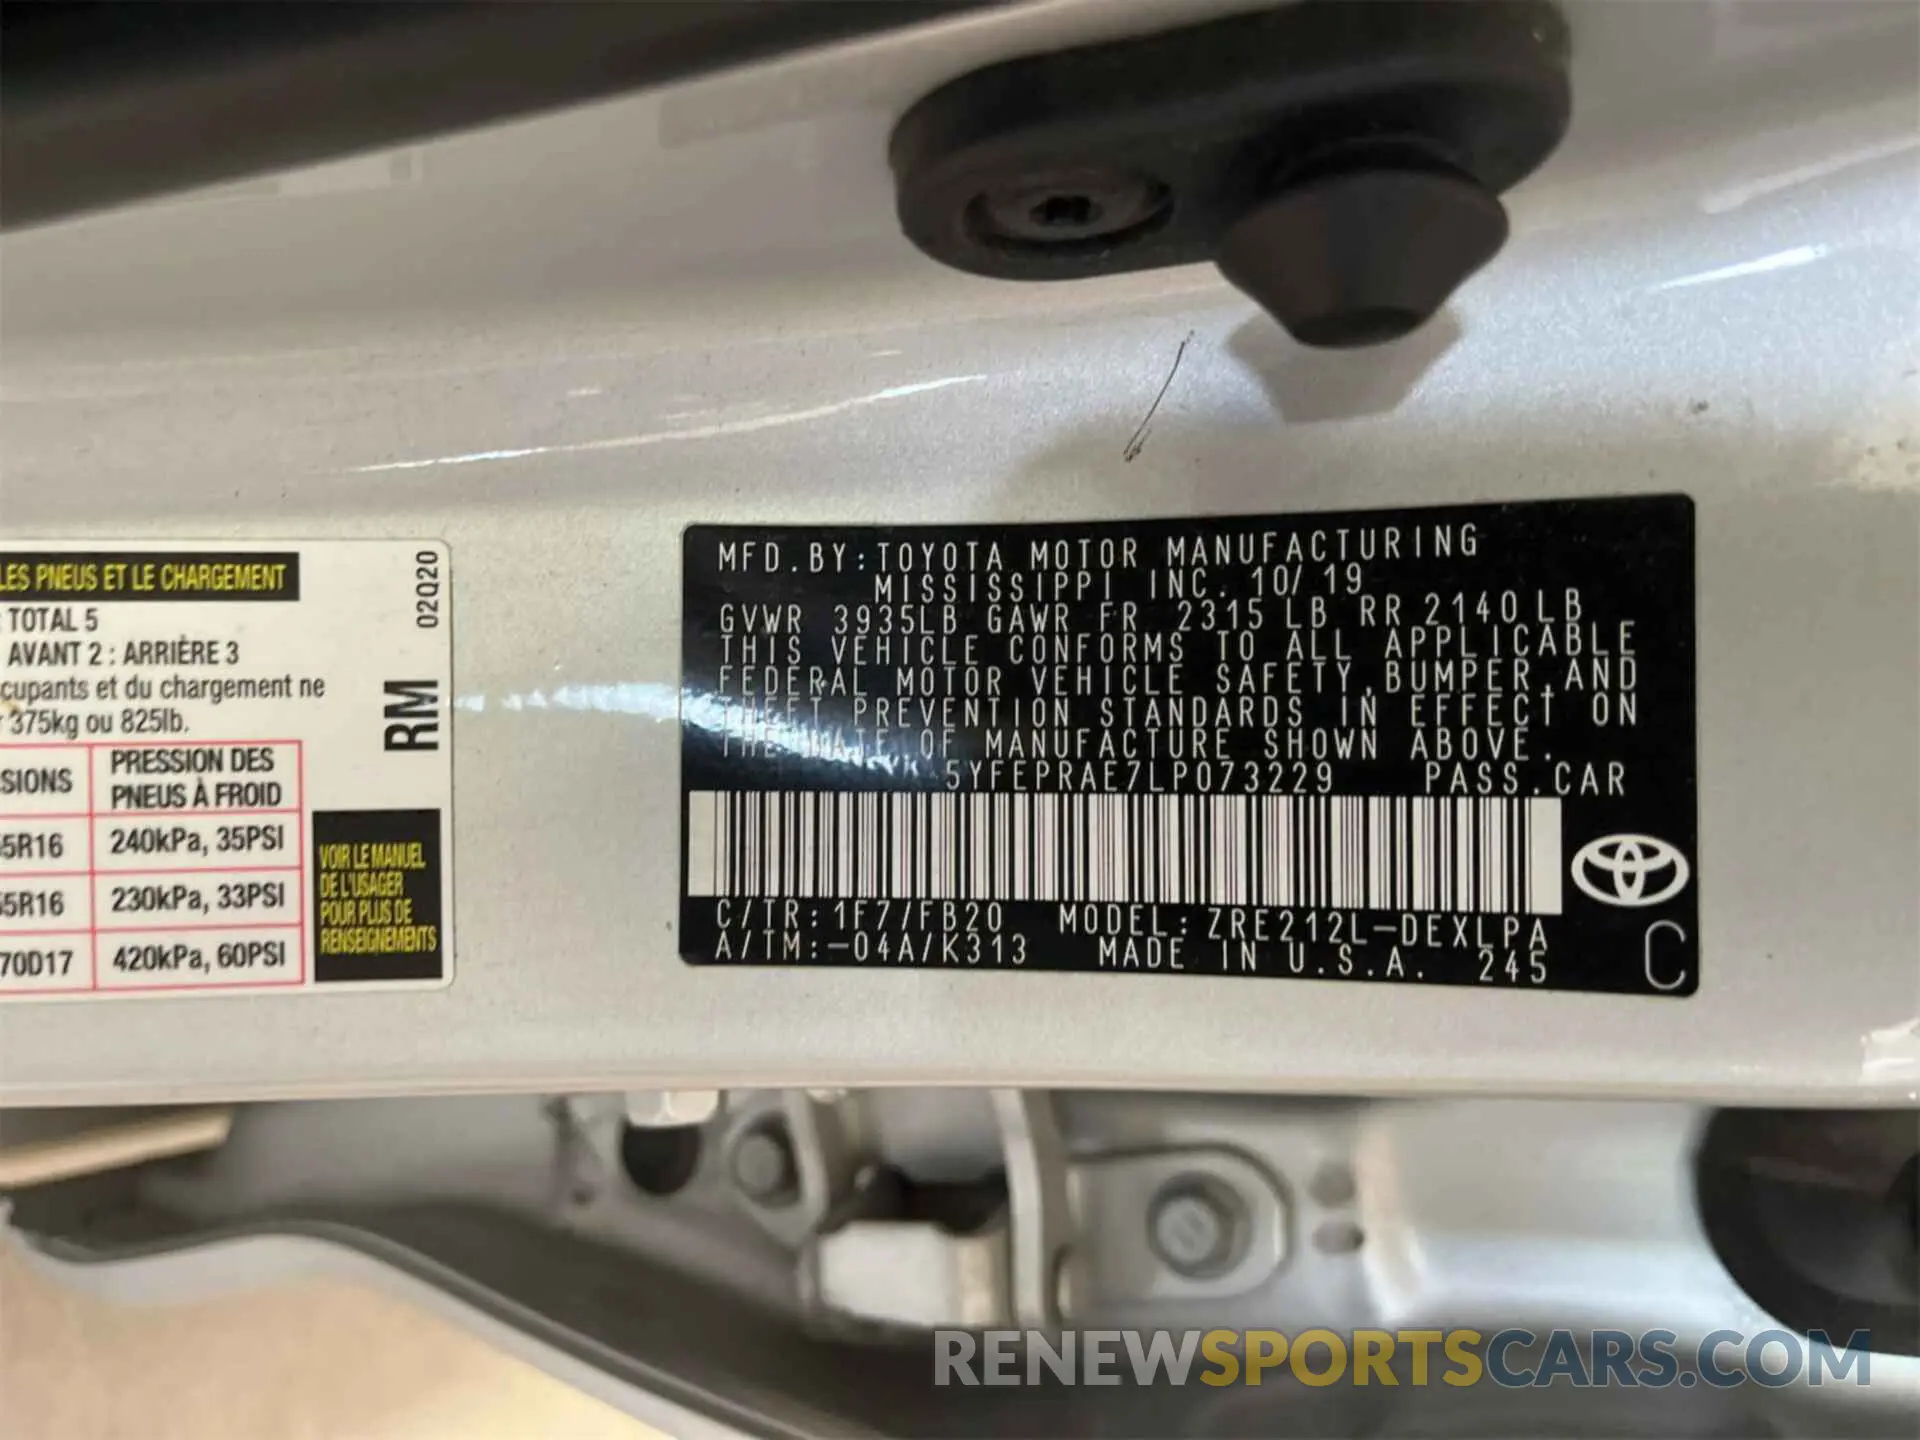 LES PNEUS ET LE CHARGEMENT
TOTAL 5
AVANT 2 : ARRIÈRE 3
cupants et du chargement ne
375kg ou 825lb.
SIONS
PRESSION DES
PNEUS À FROID
5R16
240kPa, 35PSI
5R16
230kPa, 33PSI
70D17
420kPa, 60PSI
02Q20
RM
VOIR LE MANUEL
DE L'USAGER
POUR PLUS DE
RENSEIGNEMENTS
MFD.BY:TOYOTA MOTOR MANUFACTURING
MISSISSIPPI INC. 10/19
GVWR 3935LB GAWR FR 2315LB RR 2140LB
THIS VEHICLE CONFORMS TO ALL APPLICABLE
FEDERAL MOTOR VEHICLE SAFETY,BUMPER,AND
THEFT PREVENTION STANDARDS IN EFFECT ON
THE DATE OF MANUFACTURE SHOWN ABOVE.
5YFEPRAE7LP073229 PASS.CAR
C/TR:1F7/FB20 MODEL:ZRE212L-DEXLPA
A/TM:-04A/K313 MADE IN U.S.A. 245
C
RENEWSPORTSCARS.COM